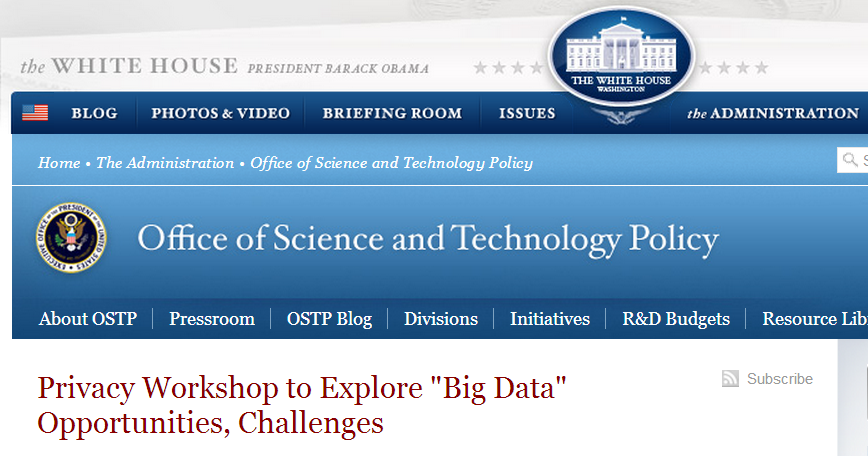 the WHITE HOUSE PRESIDENT BARACK OBAMA
THE WHITE HOUSE
WASHINGTON
BLOG PHOTOS & VIDEO BRIEFING ROOM ISSUES the ADMINISTRATION
Home • The Administration • Office of Science and Technology Policy
S
EXECUTIVE OFFICE OF THE PRESIDENT OF THE UNITED STATES
Office of Science and Technology Policy
About OSTP Pressroom OSTP Blog Divisions Initiatives R&D Budgets Resource Lib
Privacy Workshop to Explore "Big Data"
Opportunities, Challenges
Subscribe